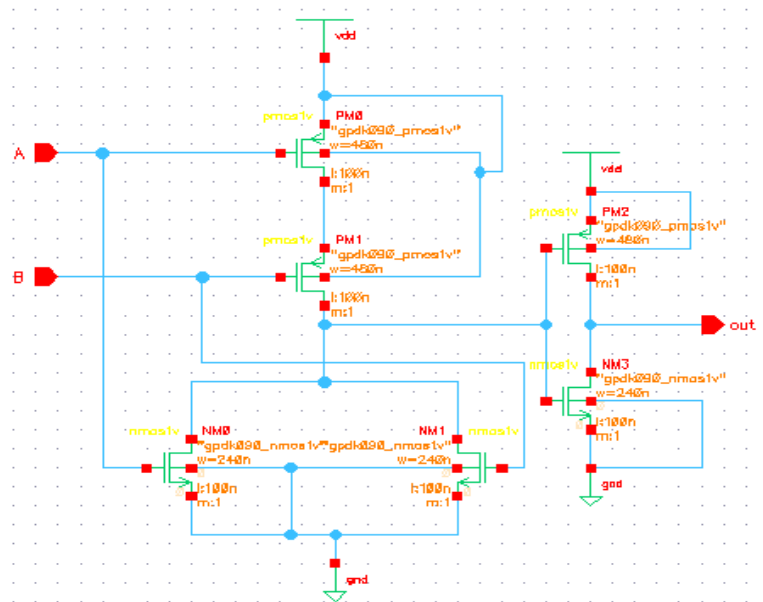 vdd
pmos1v
PM0
"gpdk090_pmos1v"
w=480n
l:100n
m:1
A
vdd
pmos1v
PM2
"gpdk090_pmos1v"
w=480n
l:100n
m:1
pmos1v
PM1
"gpdk090_pmos1v"
w=480n
l:100n
m:1
B
out
nmos1v
NM3
"gpdk090_nmos1v"
w=240n
l:100n
m:1
gnd
nmos1v
NM0
"gpdk090_nmos1v"
w=240n
l:100n
m:1
NM1
nmos1v
"gpdk090_nmos1v"
w=240n
l:100n
m:1
gnd